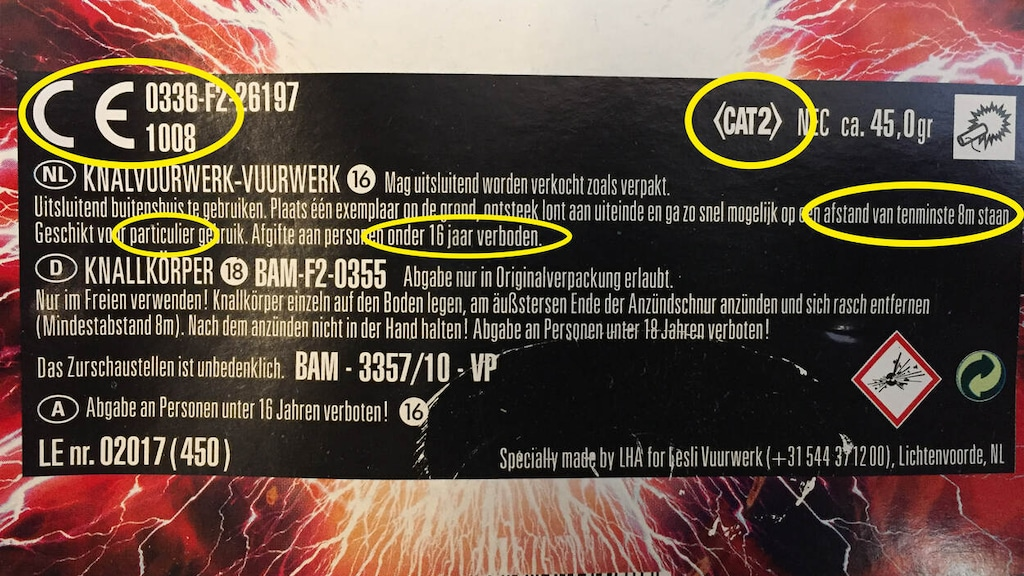 CE 0336-F2-26197
1008
<CAT2> NEC ca. 45,0gr
NL KNALVUURWERK-VUURWERK 16 Mag uitsluitend worden verkocht zoals verpakt.
Uitsluitend buitenshuis te gebruiken. Plaats één exemplaar op de grond, ontsteek lont aan uiteinde en ga zo snel mogelijk op een afstand van tenminste 8m staan
Geschikt voor particulier gebruik. Afgifte aan personen onder 16 jaar verboden.
D KNALLKÖRPER 18 BAM-F2-0355 Abgabe nur in Originalverpackung erlaubt.
Nur im Freien verwenden! Knallkörper einzeln auf den Boden legen, am äußstersen Ende der Anzündschnur anzünden und sich rasch entfernen
(Mindestabstand 8m). Nach dem anzünden nicht in der Hand halten! Abgabe an Personen unter 18 Jahren verboten!
Das Zurschaustellen ist unbedenklich. BAM - 3357/10 - VP
A Abgabe an Personen unter 16 Jahren verboten! 16
LE nr. 02017 (450)
Specially made by LHA for Lesli Vuurwerk (+31 544 371200), Lichtenvoorde, NL